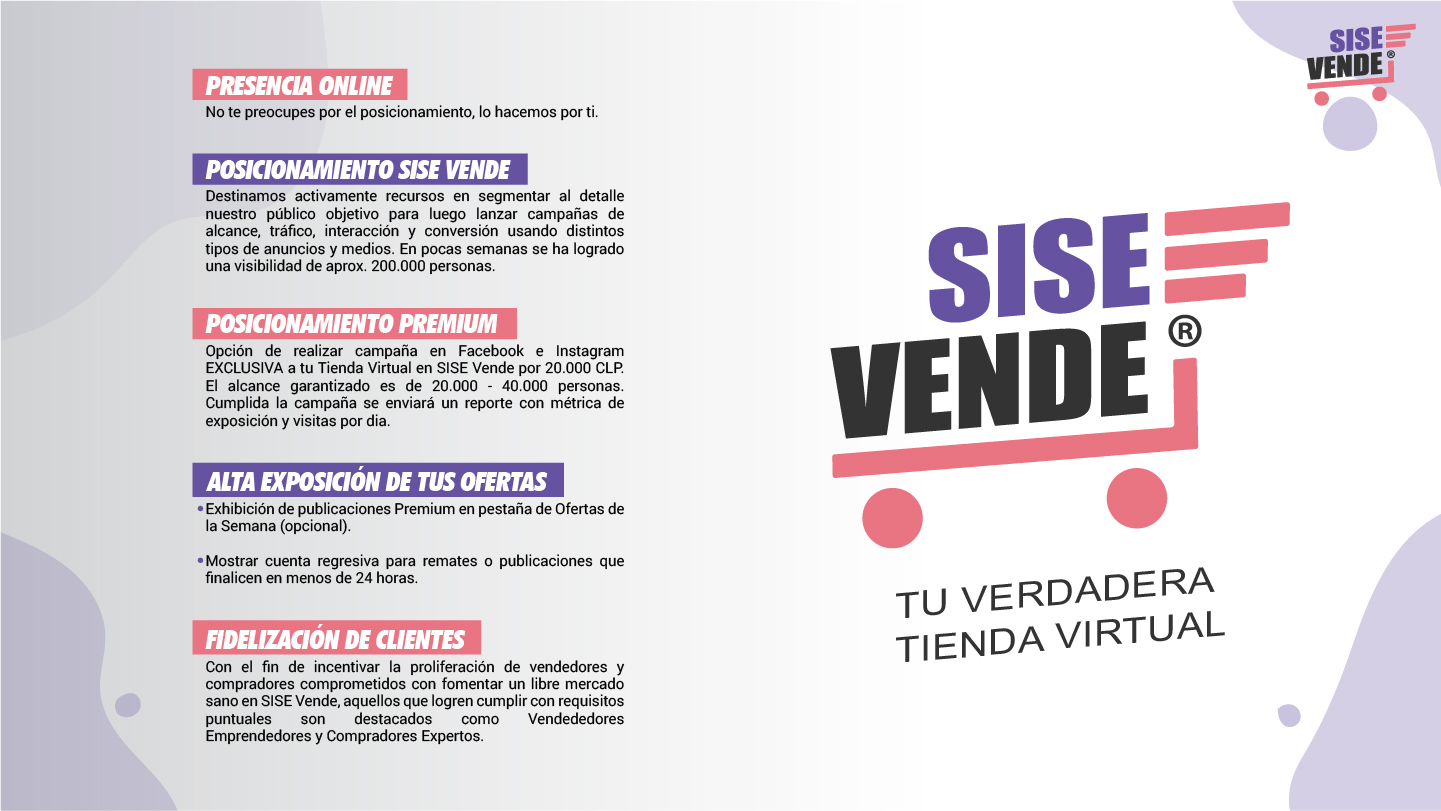 PRESENCIA ONLINE
No te preocupes por el posicionamiento, lo hacemos por ti.
POSICIONAMIENTO SISE VENDE
Destinamos activamente recursos en segmentar al detalle
nuestro público objetivo para luego lanzar campañas de
alcance, tráfico, interacción y conversión usando distintos
tipos de anuncios y medios. En pocas semanas se ha logrado
una visibilidad de aprox. 200.000 personas.
POSICIONAMIENTO PREMIUM
Opción de realizar campaña en Facebook e Instagram
EXCLUSIVA a tu Tienda Virtual en SISE Vende por 20.000 CLP.
El alcance garantizado es de 20.000 - 40.000 personas.
Cumplida la campaña se enviará un reporte con métrica de
exposición y visitas por dia.
ALTA EXPOSICIÓN DE TUS OFERTAS
•Exhibición de publicaciones Premium en pestaña de Ofertas de
la Semana (opcional).
•Mostrar cuenta regresiva para remates o publicaciones que
finalicen en menos de 24 horas.
FIDELIZACIÓN DE CLIENTES
Con el fin de incentivar la proliferación de vendedores y
compradores comprometidos con fomentar un libre mercado
sano en SISE Vende, aquellos que logren cumplir con requisitos
puntuales son destacados como Vendededores
Emprendedores y Compradores Expertos.
SISE
VENDE®
SISE
VENDE®
TU VERDADERA
TIENDA VIRTUAL